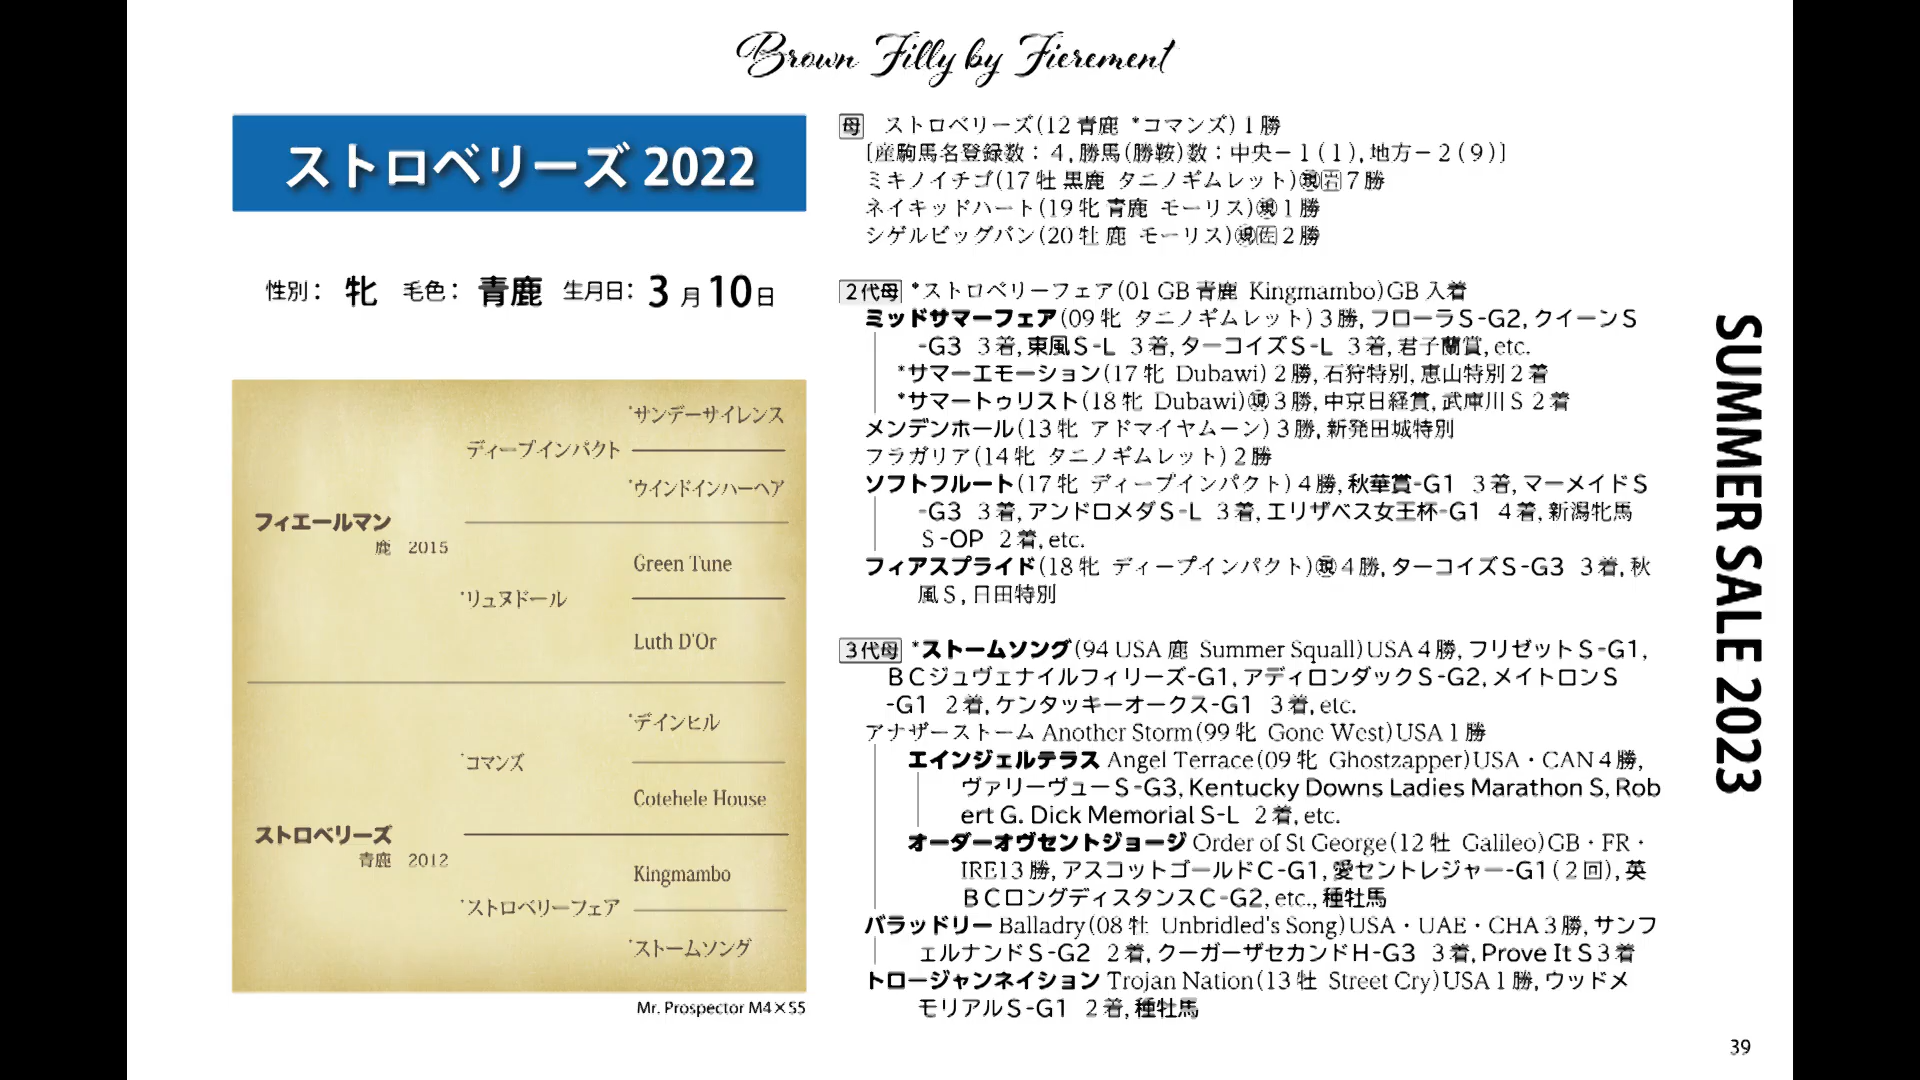 Brown Filly by Fierement
ストロベリーズ 2022
性別： 牝 毛色： 青鹿 生月日： 3月10日
*サンデーサイレンス
ディープインパクト
*ウインドインハーヘア
フィエールマン
鹿 2015
Green Tune
*リュヌドール
Luth D'Or
*デインヒル
*コマンズ
Cotehele House
ストロベリーズ
青鹿 2012
Kingmambo
*ストロベリーフェア
*ストームソング
Mr. Prospector M4×S5
母 ストロベリーズ(12 青鹿 *コマンズ)1勝
[産駒馬名登録数：4,勝馬(勝鞍)数：中央－1(1),地方－2(9)]
ミキノイチゴ(17 牡 黒鹿 タニノギムレット)㊝岩7勝
ネイキッドハート(19 牝 青鹿 モーリス)現1勝
シゲルビッグパン(20 牡 鹿 モーリス)現佐2勝
2代母 *ストロベリーフェア(01 GB 青鹿 Kingmambo)GB 入着
ミッドサマーフェア(09 牝 タニノギムレット)3勝,フローラS-G2,クイーンS
-G3 3着,東風S-L 3着,ターコイズS-L 3着,君子蘭賞,etc.
*サマーエモーション(17 牝 Dubawi)2勝,石狩特別,恵山特別2着
*サマートゥリスト(18 牝 Dubawi)現3勝,中京日経賞,武庫川S 2着
メンデンホール(13 牝 アドマイヤムーン)3勝,新発田城特別
フラガリア(14 牝 タニノギムレット)2勝
ソフトフルート(17 牝 ディープインパクト)4勝,秋華賞-G1 3着,マーメイドS
-G3 3着,アンドロメダS-L 3着,エリザベス女王杯-G1 4着,新潟牝馬
S-OP 2着,etc.
フィアスプライド(18 牝 ディープインパクト)現4勝,ターコイズS-G3 3着,秋
風S,日田特別
3代母 *ストームソング(94 USA 鹿 Summer Squall)USA4勝,フリゼットS-G1,
BCジュヴェナイルフィリーズ-G1,アディロンダックS-G2,メイトロンS
-G1 2着,ケンタッキーオークス-G1 3着,etc.
アナザーストーム Another Storm(99 牝 Gone West)USA1勝
エインジェルテラス Angel Terrace(09 牝 Ghostzapper)USA・CAN4勝,
ヴァリーヴューS-G3,Kentucky Downs Ladies Marathon S,Rob
ert G. Dick Memorial S-L 2着,etc.
オーダーオヴセントジョージ Order of St George(12 牡 Galileo)GB・FR・
IRE13勝,アスコットゴールドC-G1,愛セントレジャー-G1(2回),英
BCロングディスタンスC-G2,etc.,種牡馬
バラッドリー Balladry(08 牡 Unbridled's Song)USA・UAE・CHA3勝,サンフ
ェルナンドS-G2 2着,クーガーザセカンドH-G3 3着,Prove It S3着
トロージャンネイション Trojan Nation(13 牡 Street Cry)USA1勝,ウッドメ
モリアルS-G1 2着,種牡馬
SUMMER SALE 2023
39